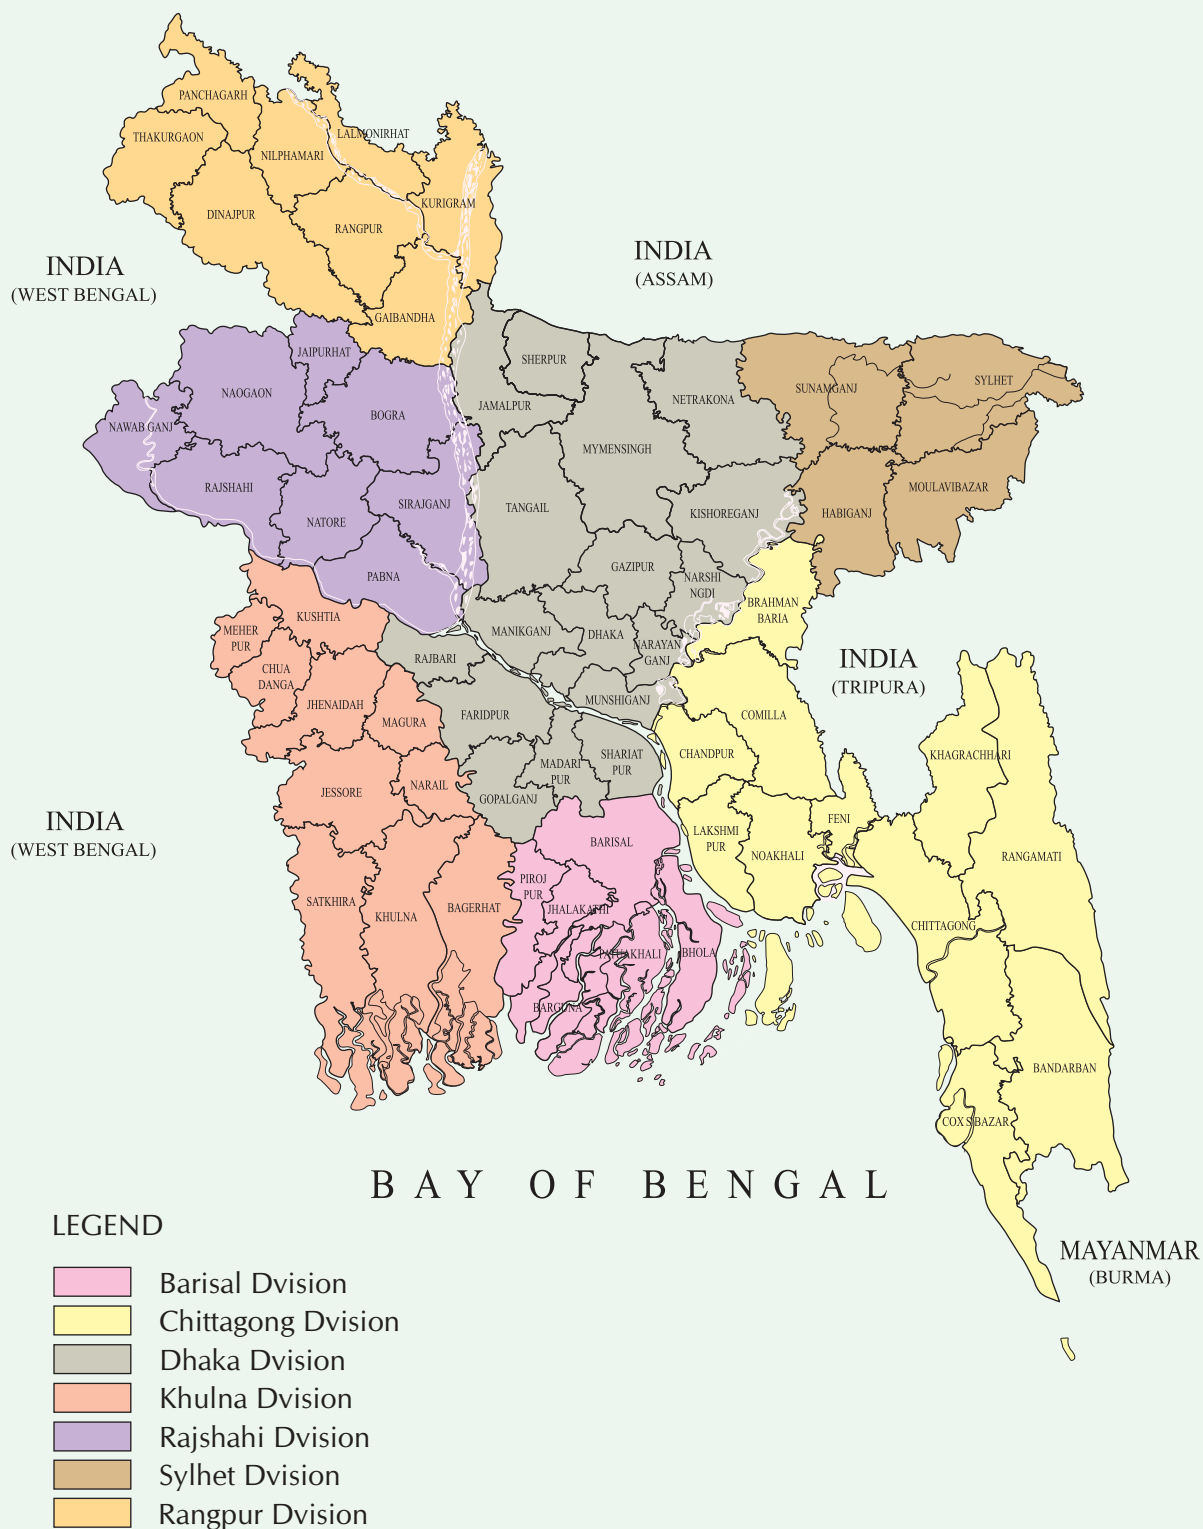 PANCHAGARH
THAKURGAON
LALMONIRHAT
NILPHAMARI
DINAJPUR
RANGPUR
KURIGRAM
GAIBANDHA
INDIA
(WEST BENGAL)
INDIA
(ASSAM)
JAIPURHAT
NAOGAON
BOGRA
NAWAB GANJ
RAJSHAHI
NATORE
SIRAJGANJ
PABNA
SHERPUR
JAMALPUR
NETRAKONA
MYMENSINGH
TANGAIL
KISHOREGANJ
GAZIPUR
NARSHI
NGDI
MANIKGANJ
DHAKA
NARAYAN
GANJ
MUNSHIGANJ
RAJBARI
FARIDPUR
MADARI
PUR
SHARIAT
PUR
GOPALGANJ
SUNAMGANJ
SYLHET
HABIGANJ
MOULAVIBAZAR
BRAHMAN
BARIA
INDIA
(TRIPURA)
COMILLA
CHANDPUR
LAKSHMI
PUR
NOAKHALI
FENI
KHAGRACHHARI
RANGAMATI
CHITTAGONG
BANDARBAN
COX S BAZAR
KUSHTIA
MEHER
PUR
CHUA
DANGA
JHENAIDAH
MAGURA
JESSORE
NARAIL
SATKHIRA
KHULNA
BAGERHAT
INDIA
(WEST BENGAL)
BARISAL
PIROJ
PUR
JHALAKATHI
PATUAKHALI
BHOLA
BARGUNA
BAY OF BENGAL
MAYANMAR
(BURMA)
LEGEND
Barisal Dvision
Chittagong Dvision
Dhaka Dvision
Khulna Dvision
Rajshahi Dvision
Sylhet Dvision
Rangpur Dvision